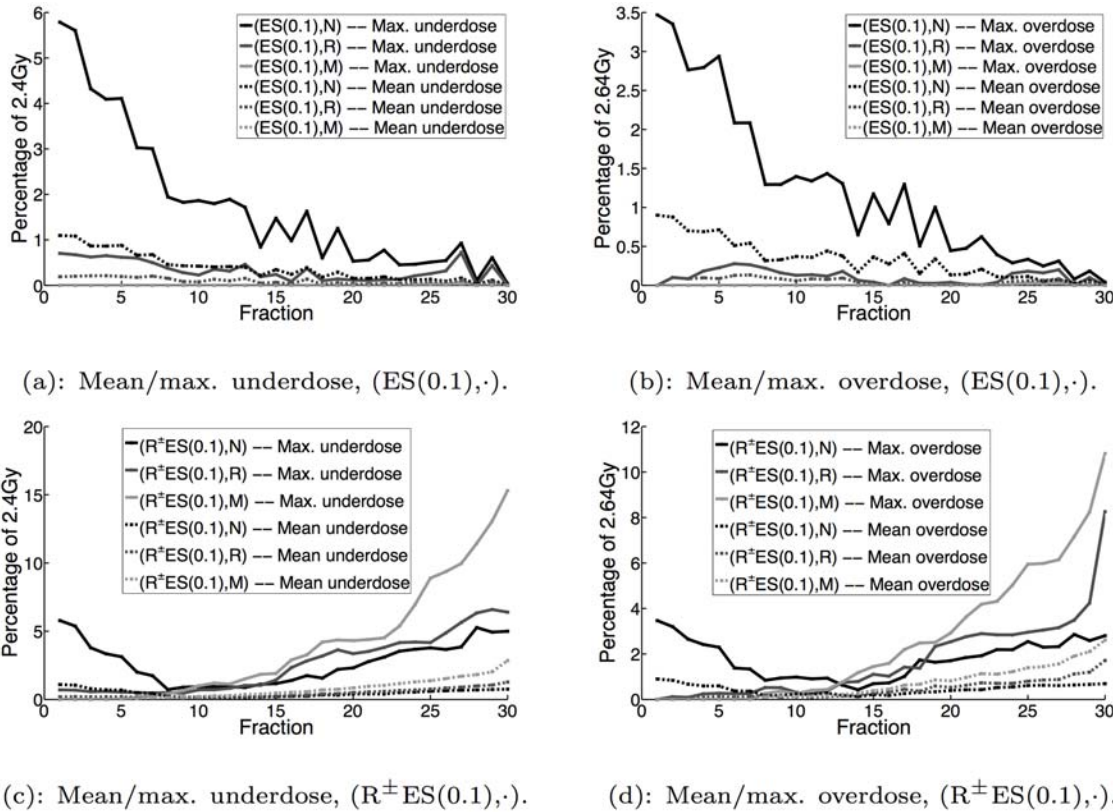 6
5
4
3
2
1
0
Percentage of 2.4Gy
(ES(0.1),N) −− Max. underdose
(ES(0.1),R) −− Max. underdose
(ES(0.1),M) −− Max. underdose
(ES(0.1),N) −− Mean underdose
(ES(0.1),R) −− Mean underdose
(ES(0.1),M) −− Mean underdose
0 5 10 15 20 25 30
Fraction
(a): Mean/max. underdose, (ES(0.1),·).
3.5
3
2.5
2
1.5
1
0.5
0
Percentage of 2.64Gy
(ES(0.1),N) −− Max. overdose
(ES(0.1),R) −− Max. overdose
(ES(0.1),M) −− Max. overdose
(ES(0.1),N) −− Mean overdose
(ES(0.1),R) −− Mean overdose
(ES(0.1),M) −− Mean overdose
0 5 10 15 20 25 30
Fraction
(b): Mean/max. overdose, (ES(0.1),·).
20
15
10
5
0
Percentage of 2.4Gy
(R±ES(0.1),N) −− Max. underdose
(R±ES(0.1),R) −− Max. underdose
(R±ES(0.1),M) −− Max. underdose
(R±ES(0.1),N) −− Mean underdose
(R±ES(0.1),R) −− Mean underdose
(R±ES(0.1),M) −− Mean underdose
0 5 10 15 20 25 30
Fraction
(c): Mean/max. underdose, (R±ES(0.1),·).
12
10
8
6
4
2
0
Percentage of 2.64Gy
(R±ES(0.1),N) −− Max. overdose
(R±ES(0.1),R) −− Max. overdose
(R±ES(0.1),M) −− Max. overdose
(R±ES(0.1),N) −− Mean overdose
(R±ES(0.1),R) −− Mean overdose
(R±ES(0.1),M) −− Mean overdose
0 5 10 15 20 25 30
Fraction
(d): Mean/max. overdose, (R±ES(0.1),·)